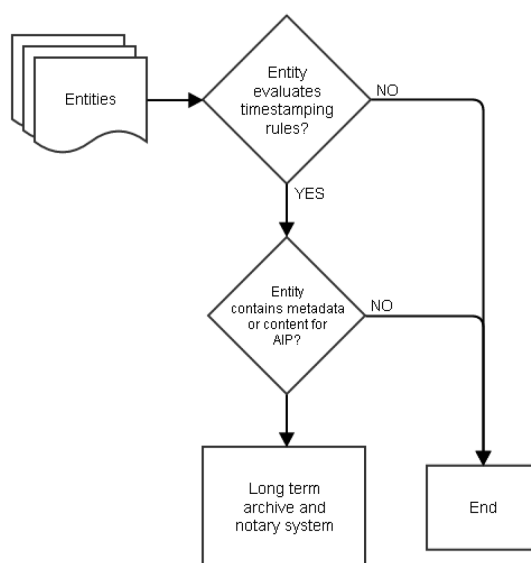 Entities
Entity
evaluates
timestamping
rules?
NO
YES
Entity
contains metadata
or content for
AIP?
NO
Long term
archive and
notary system
End